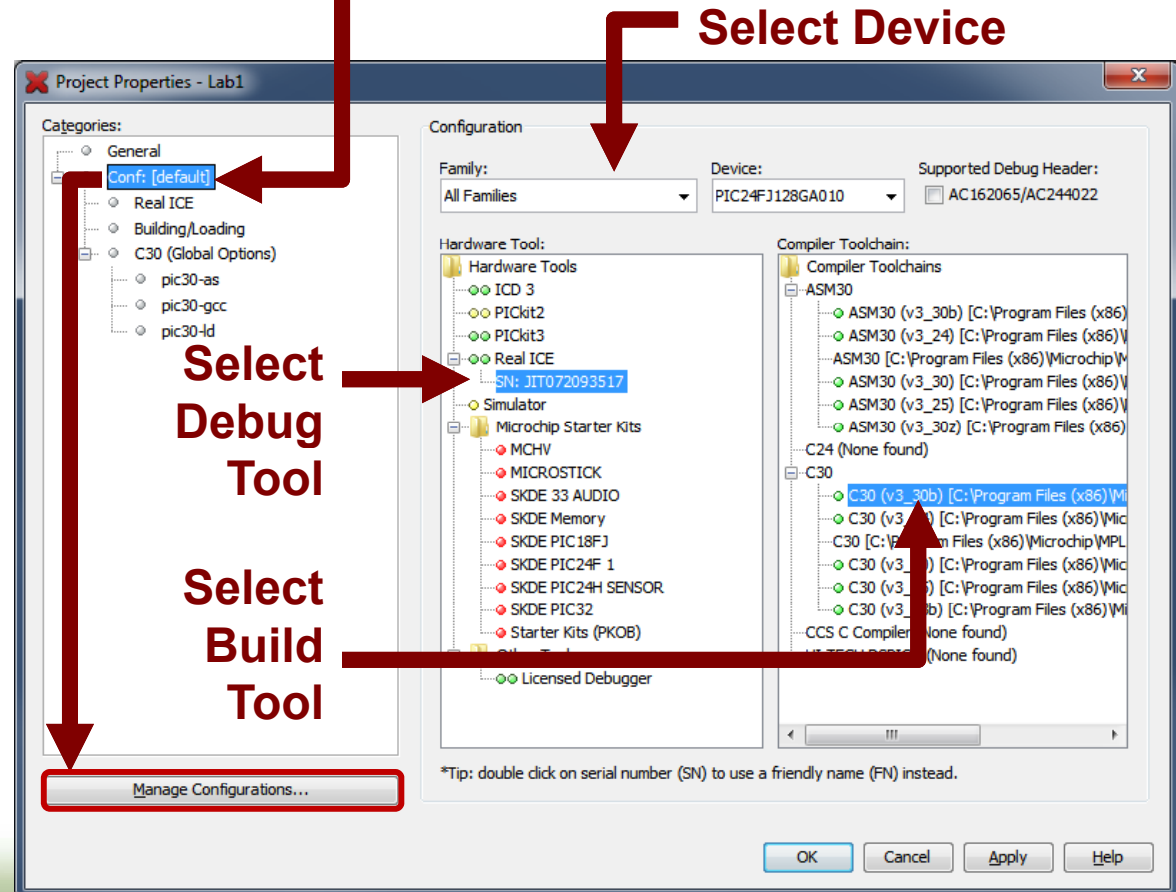 Select Device
Project Properties - Lab1
x
Categories:
General
Conf: [default]
Real ICE
Building/Loading
C30 (Global Options)
pic30-as
pic30-gcc
pic30-ld
Select
Debug
Tool
Select
Build
Tool
Manage Configurations...
Configuration
Family:
All Families
Device:
PIC24FJ128GA010
Supported Debug Header:
AC162065/AC244022
Hardware Tool:
Hardware Tools
ICD 3
PICkit2
PICkit3
Real ICE
SN: JIT072093517
Simulator
Microchip Starter Kits
MCHV
MICROSTICK
SKDE 33 AUDIO
SKDE Memory
SKDE PIC18FJ
SKDE PIC24F 1
SKDE PIC24H SENSOR
SKDE PIC32
Starter Kits (PKOB)
Licensed Debugger
Compiler Toolchain:
Compiler Toolchains
ASM30
ASM30 (v3_30b) [C:\Program Files (x86)
ASM30 (v3_24) [C:\Program Files (x86)\
ASM30 [C:\Program Files (x86)\Microchip\M
ASM30 (v3_30) [C:\Program Files (x86)\
ASM30 (v3_25) [C:\Program Files (x86)\
ASM30 (v3_30z) [C:\Program Files (x86)
C24 (None found)
C30
C30 (v3_30b) [C:\Program Files (x86)\Mi
C30 (v3_ ) [C:\Program Files (x86)\Mic
C30 [C:\P m Files (x86)\Microchip\MPL
C30 (v3_ ) [C:\Program Files (x86)\Mic
C30 (v3_ ) [C:\Program Files (x86)\Mic
C30 (v3_ b) [C:\Program Files (x86)\Mi
CCS C Compiler None found)
(None found)
*Tip: double click on serial number (SN) to use a friendly name (FN) instead.
OK
Cancel
Apply
Help